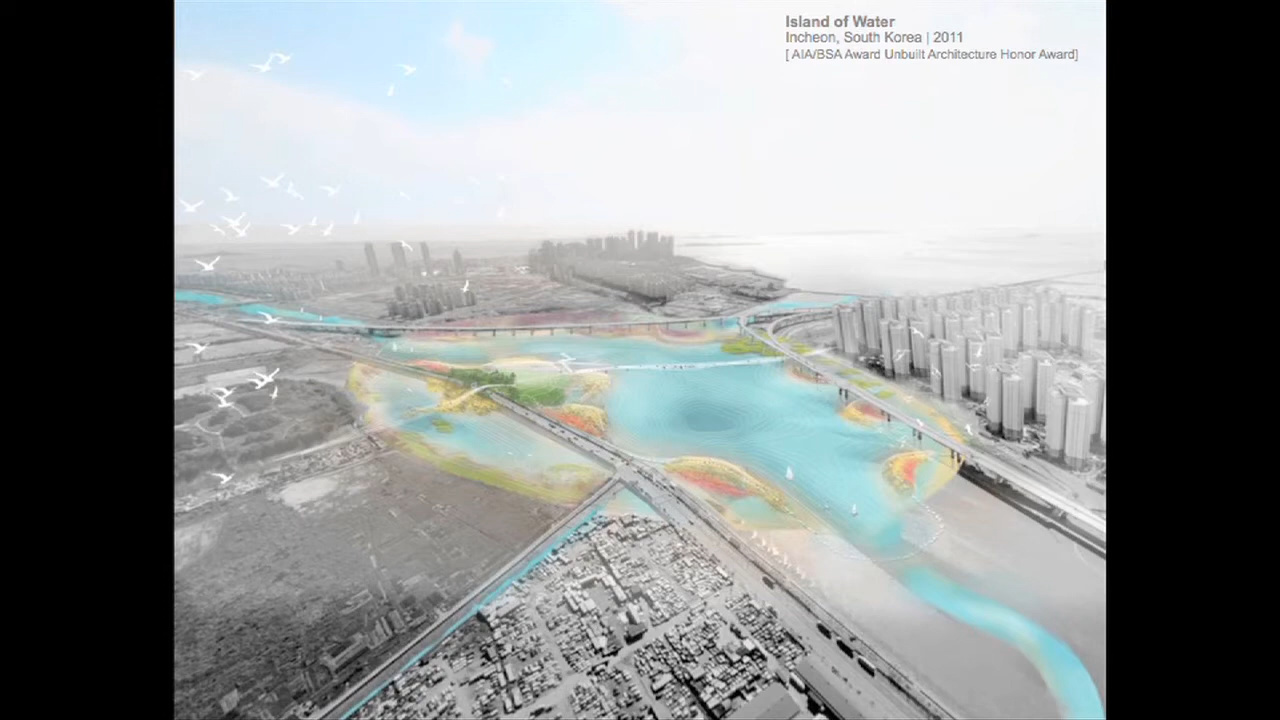 Island of Water
Incheon, South Korea | 2011
[ AIA/BSA Award Unbuilt Architecture Honor Award]